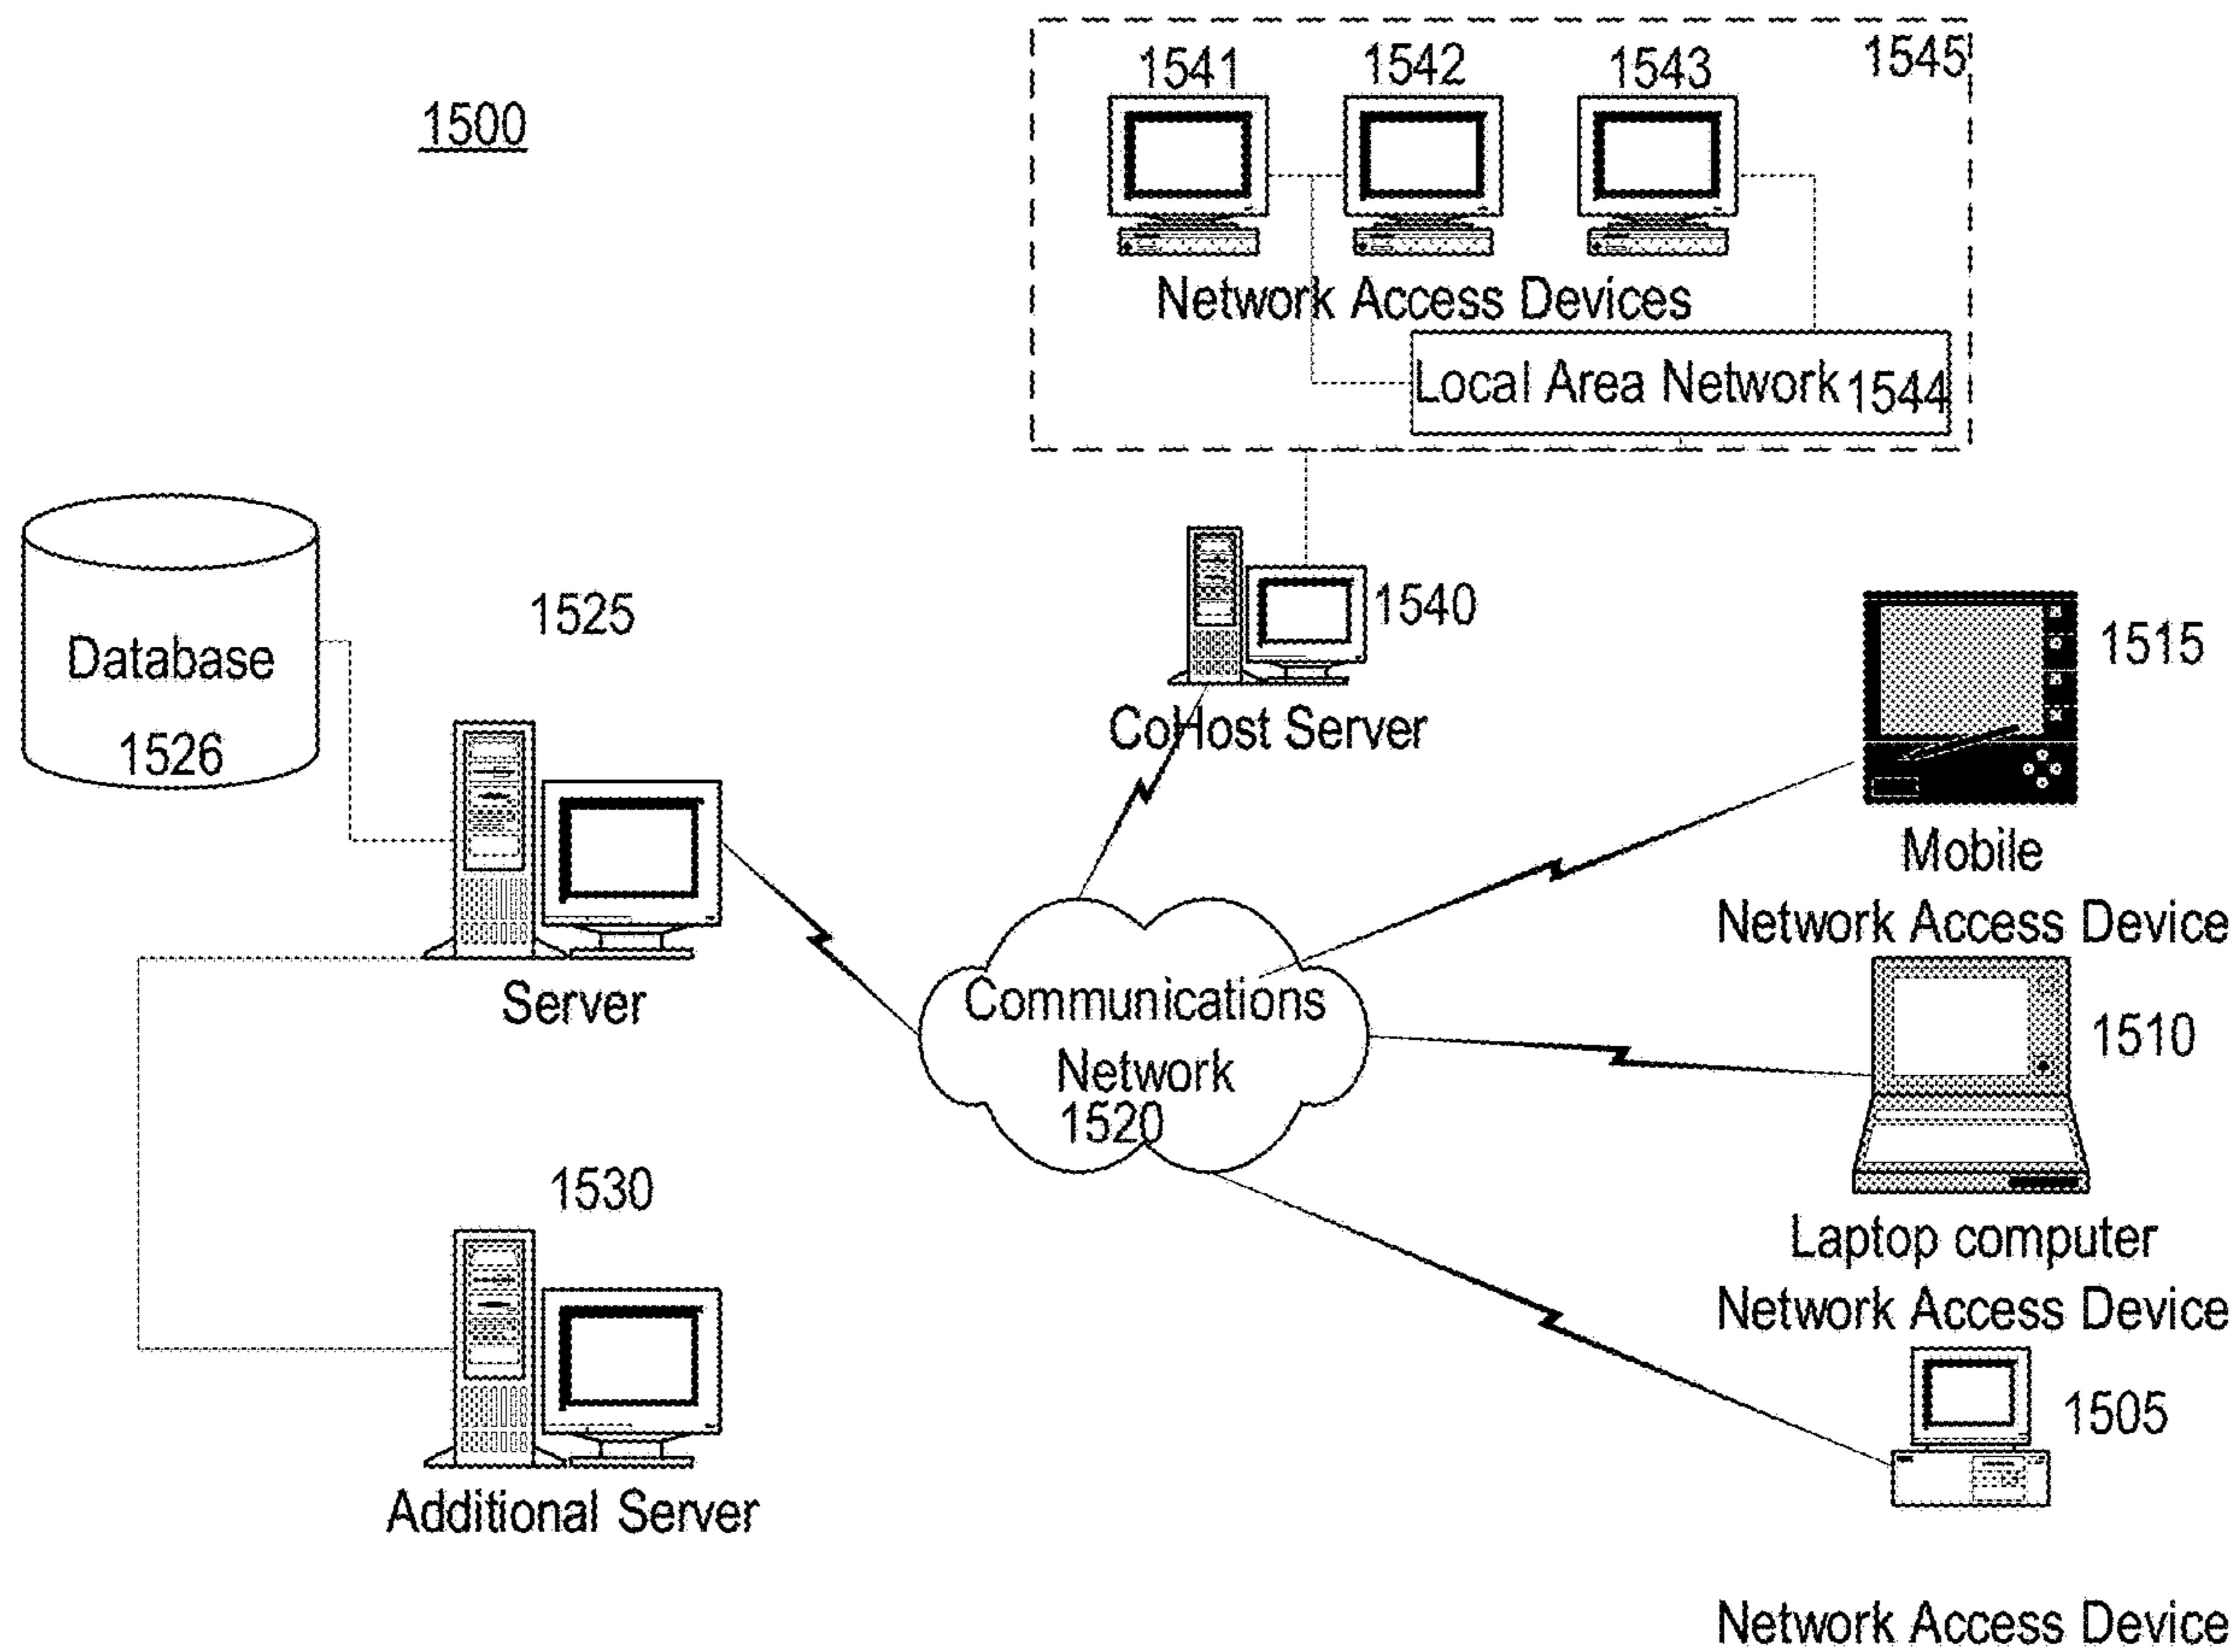 1500
1541 1542 1543 1545
Network Access Devices
Local Area Network 1544
Database
1526
1525
Server
1540
CoHost Server
1515
Mobile
Network Access Device
Communications
Network
1520
1510
Laptop computer
Network Access Device
1530
Additional Server
1505
Network Access Device